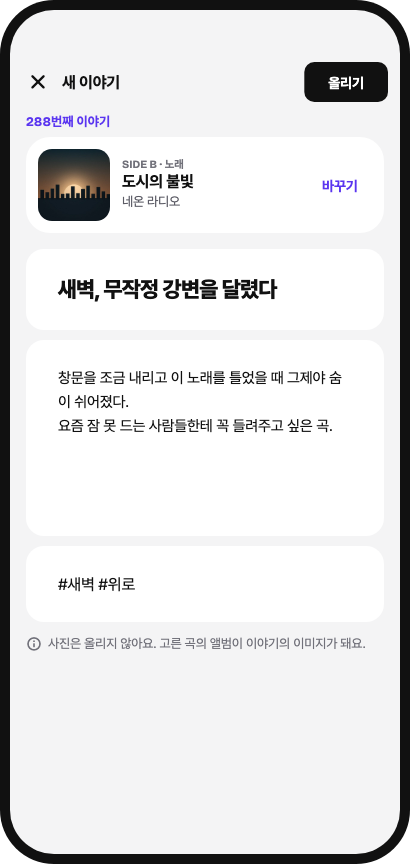 새 이야기
올리기
288번째 이야기
SIDE B · 노래
도시의 불빛
네온 라디오
바꾸기
새벽, 무작정 강변을 달렸다
창문을 조금 내리고 이 노래를 틀었을 때 그제야 숨
이 쉬어졌다.
요즘 잠 못 드는 사람들한테 꼭 들려주고 싶은 곡.
#새벽 #위로
사진은 올리지 않아요. 고른 곡의 앨범이 이야기의 이미지가 돼요.